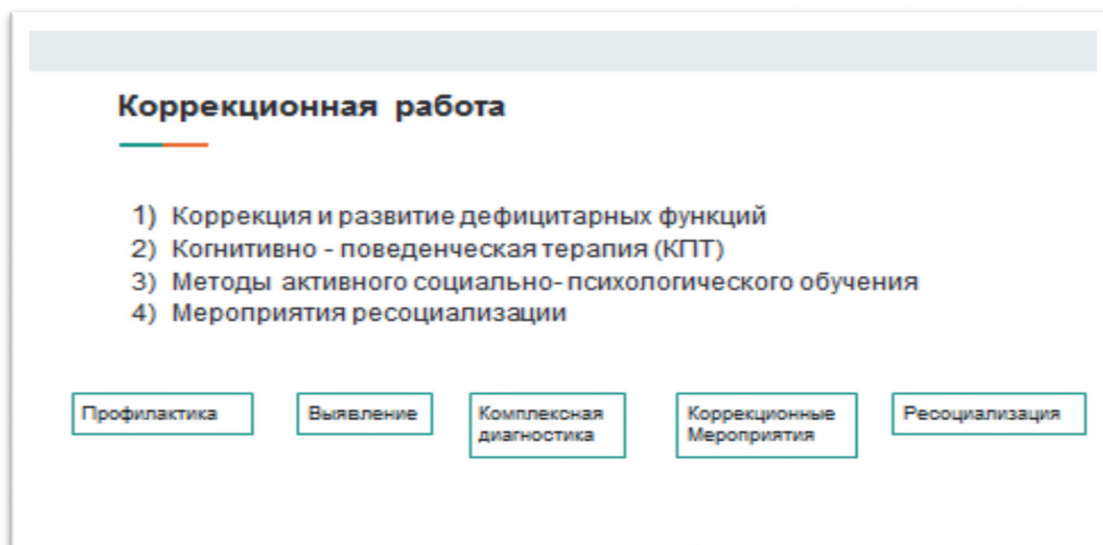 Коррекционная работа
1) Коррекция и развитие дефицитарных функций
2) Когнитивно - поведенческая терапия (КПТ)
3) Методы активного социально- психологического обучения
4) Мероприятия ресоциализации
Профилактика
Выявление
Комплексная
диагностика
Коррекционные
Мероприятия
Ресоциализация